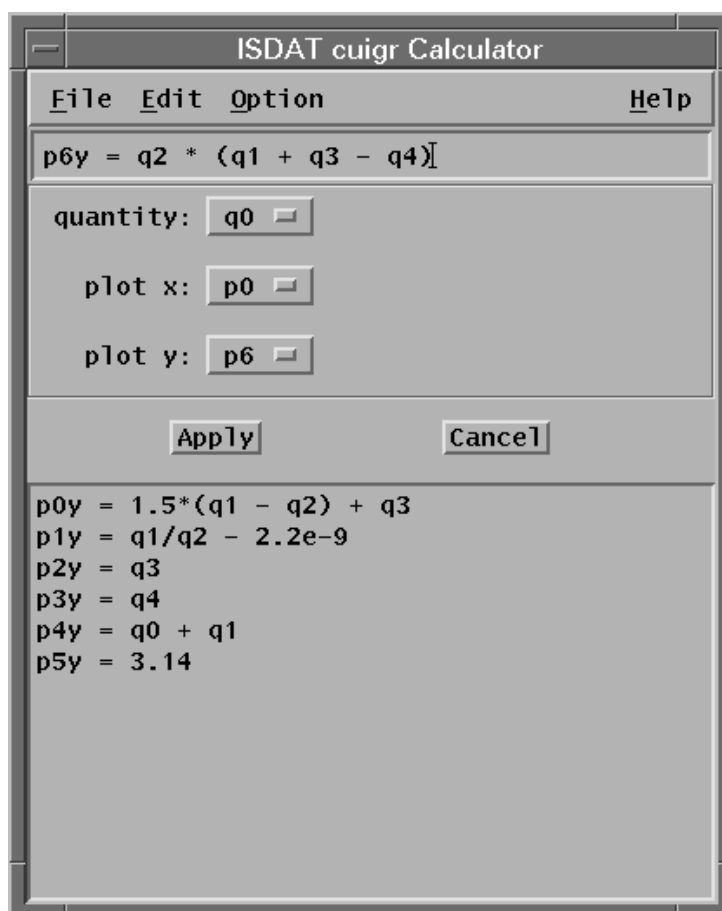 ISDAT cuigr Calculator
File Edit Option Help
p6y = q2 * (q1 + q3 - q4)
quantity: q0
plot x: p0
plot y: p6
Apply Cancel
p0y = 1.5*(q1 - q2) + q3
p1y = q1/q2 - 2.2e-9
p2y = q3
p3y = q4
p4y = q0 + q1
p5y = 3.14